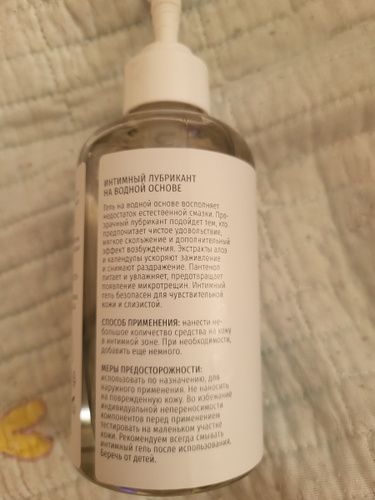 ИНТИМНЫЙ ЛУБРИКАНТ
НА ВОДНОЙ ОСНОВЕ
Гель на водной основе восполняет
недостаток естественной смазки. Про-
зрачный лубрикант подойдет тем, кто
предпочитает чистое удовольствие,
мягкое скольжение и дополнительный
эффект возбуждения. Экстракты алоэ
и календулы ускоряют заживление
и снимают раздражение. Пантенол
питает и увлажняет, предотвращает
появление микротрещин. Интимный
гель безопасен для чувствительной
кожи и слизистой.
СПОСОБ ПРИМЕНЕНИЯ: нанести не-
большое количество средства на кожу
в интимной зоне. При необходимости,
добавить еще немного.
МЕРЫ ПРЕДОСТОРОЖНОСТИ:
использовать по назначению, для
наружного применения. Не наносить
на поврежденную кожу. Во избежание
индивидуальной непереносимости
компонентов перед применением
тестировать на маленьком участке
кожи. Рекомендуем всегда смывать
интимный гель после использования.
Беречь от детей.